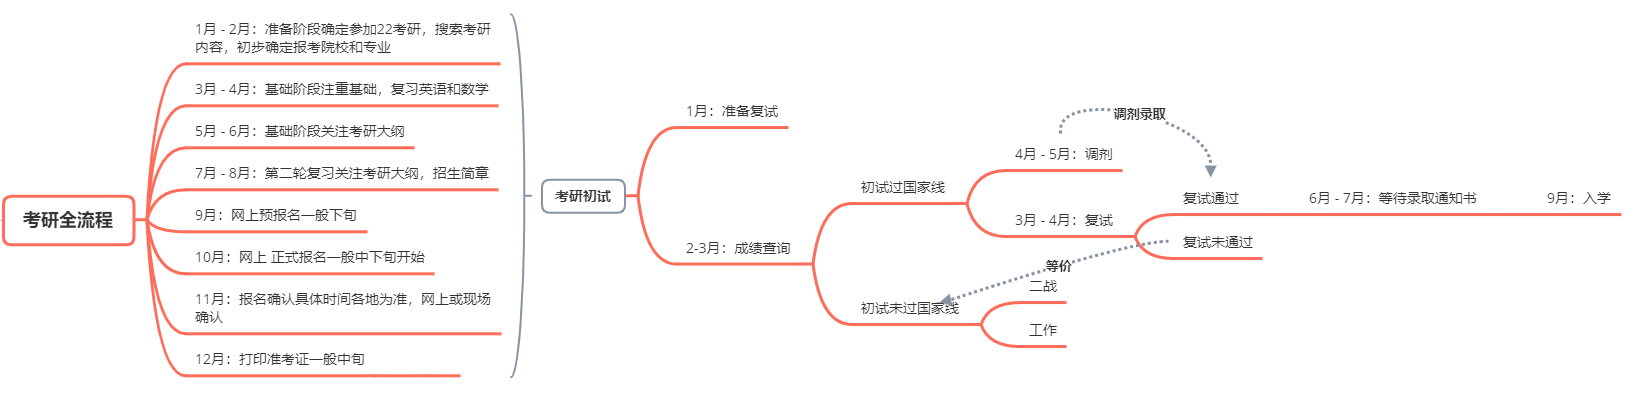 考研全流程
1月 - 2月：准备阶段确定参加22考研，搜索考研
内容，初步确定报考院校和专业
3月 - 4月：基础阶段注重基础，复习英语和数学
5月 - 6月：基础阶段关注考研大纲
7月 - 8月：第二轮复习关注考研大纲，招生简章
9月：网上预报名一般下旬
10月：网上 正式报名一般中下旬开始
11月：报名确认具体时间各地为准，网上或现场
确认
12月：打印准考证一般中旬
考研初试
1月：准备复试
2-3月：成绩查询
初试过国家线
4月 - 5月：调剂
调剂录取
3月 - 4月：复试
复试通过
6月 - 7月：等待录取通知书
9月：入学
复试未通过
等价
初试未过国家线
二战
工作